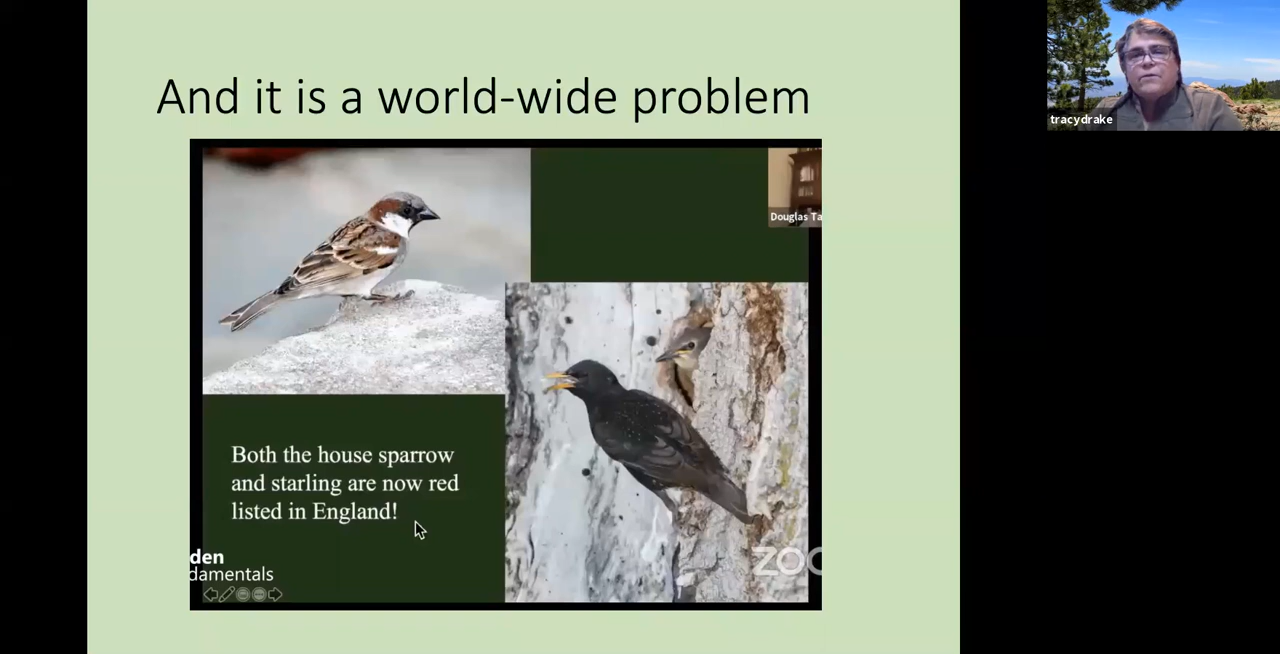 And it is a world-wide problem
tracydrake
Douglas Ta
Both the house sparrow
and starling are now red
listed in England!
den
damentals
ZOO